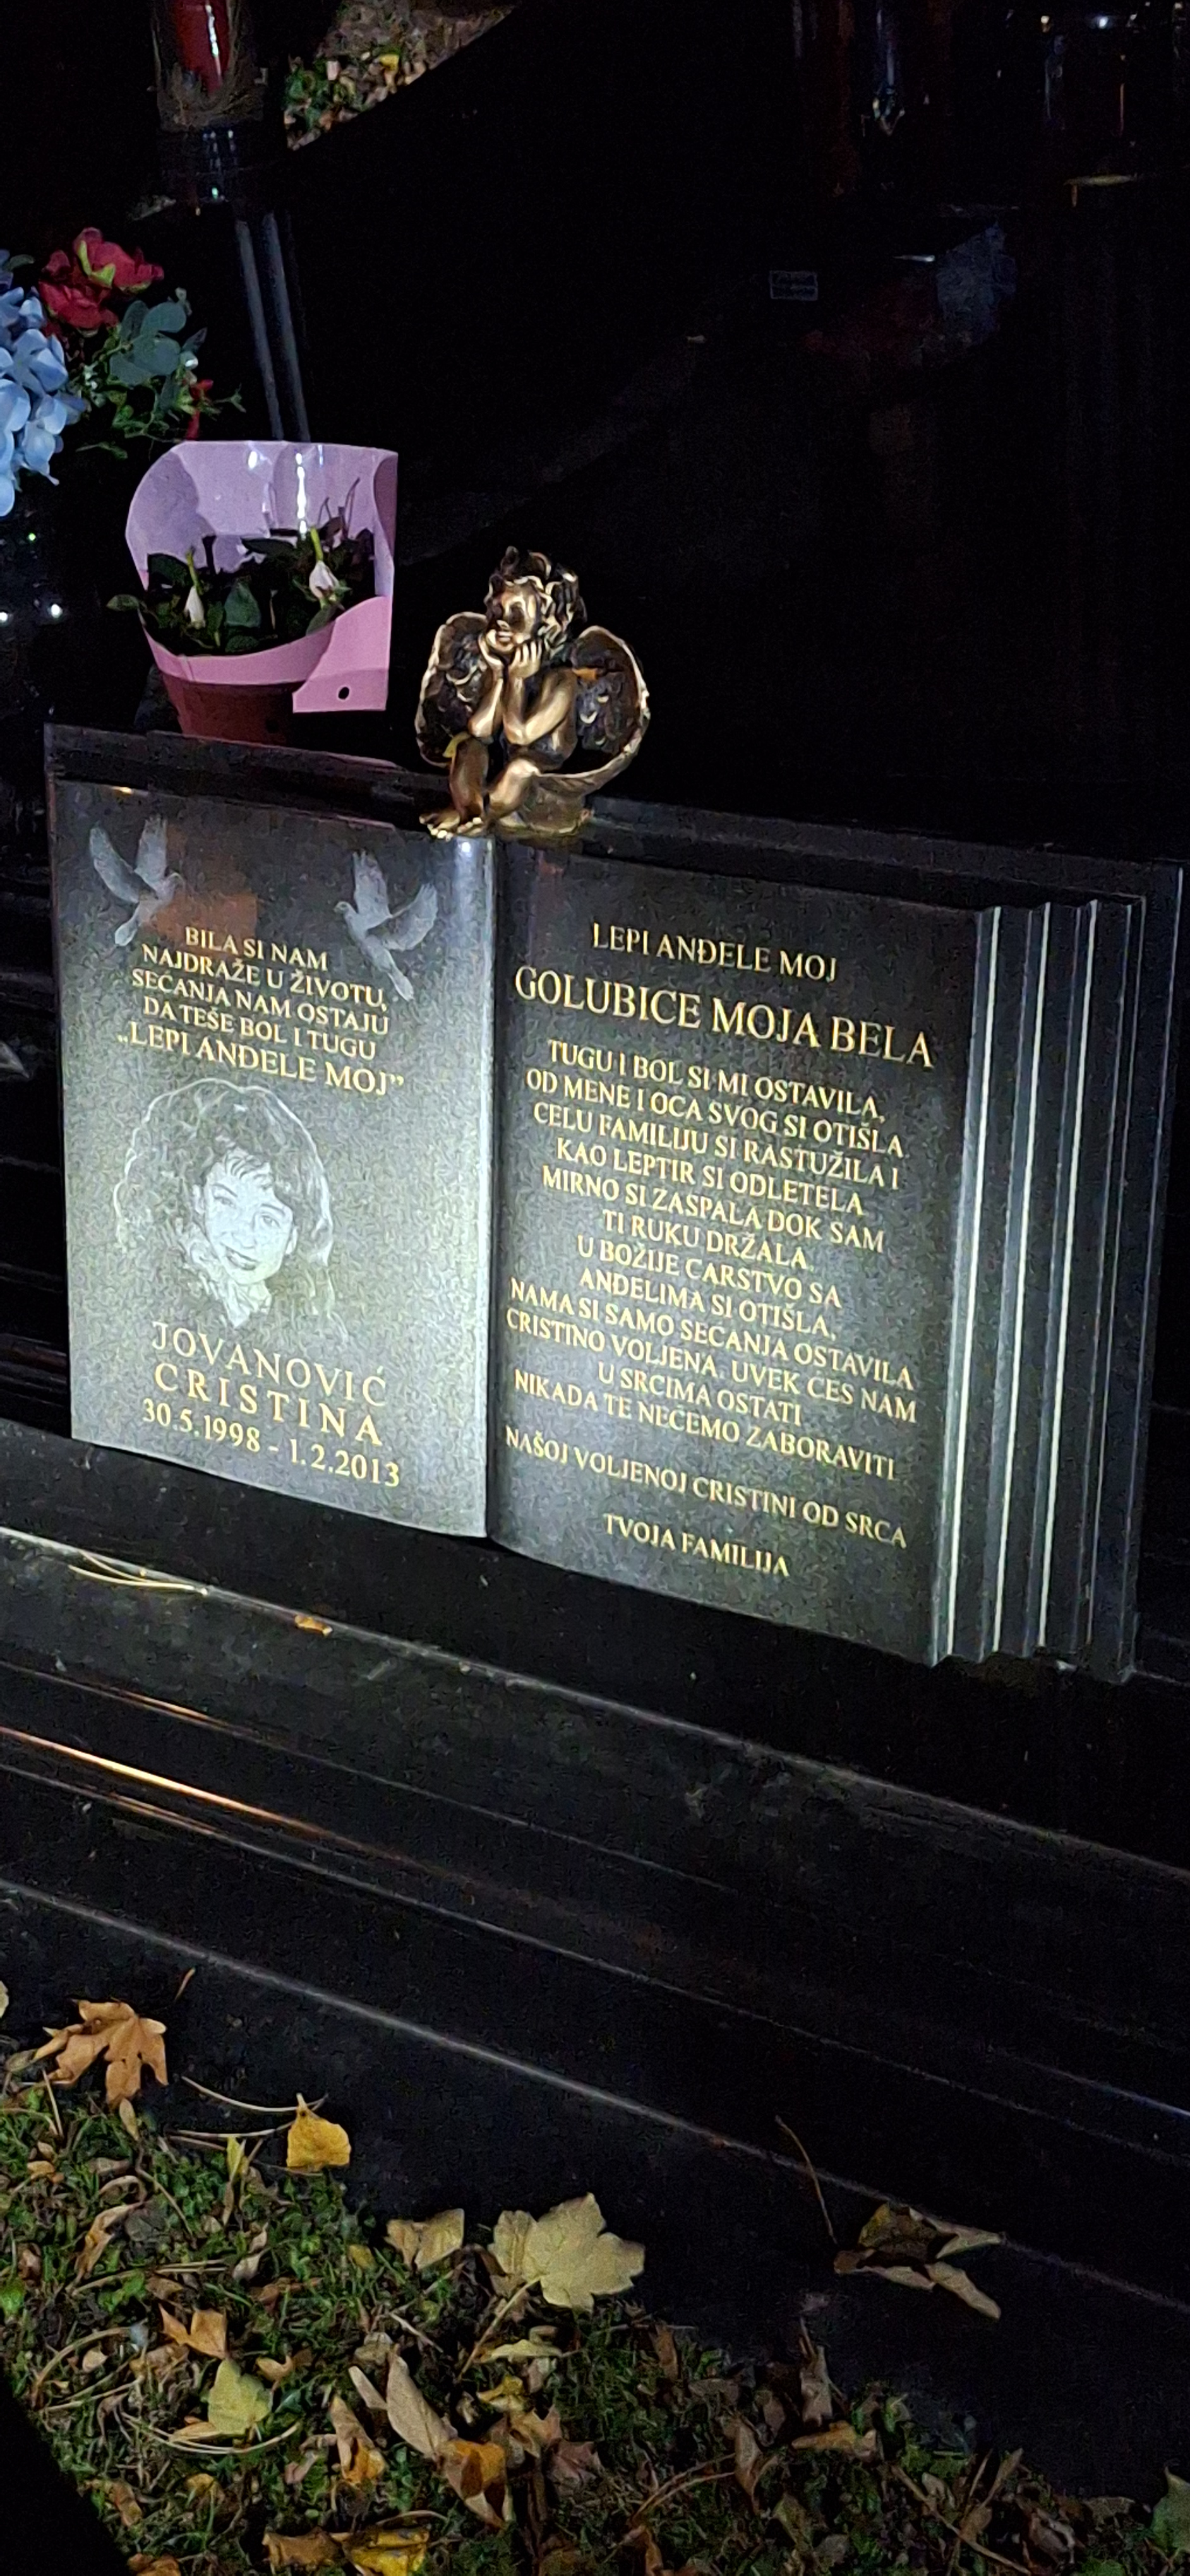 BILA SI NAM
NAJDRAŽE U ŽIVOTU,
SEĆANJA NAM OSTAJU
DA TEŠE BOL I TUGU
„LEPI ANĐELE MOJ”
JOVANOVIĆ
CRISTINA
30.5.1998 - 1.2.2013
LEPI ANĐELE MOJ
GOLUBICE MOJA BELA
TUGU I BOL SI MI OSTAVILA,
OD MENE I OCA SVOG SI OTIŠLA
CELU FAMILIJU SI RASTUŽILA I
KAO LEPTIR SI ODLETELA
MIRNO SI ZASPALA DOK SAM
TI RUKU DRŽALA.
U BOŽIJE CARSTVO SA
ANĐELIMA SI OTIŠLA,
NAMA SI SAMO SEĆANJA OSTAVILA
CRISTINO VOLJENA, UVEK ĆEŠ NAM
U SRCIMA OSTATI
NIKADA TE NEĆEMO ZABORAVITI
NAŠOJ VOLJENOJ CRISTINI OD SRCA
TVOJA FAMILIJA